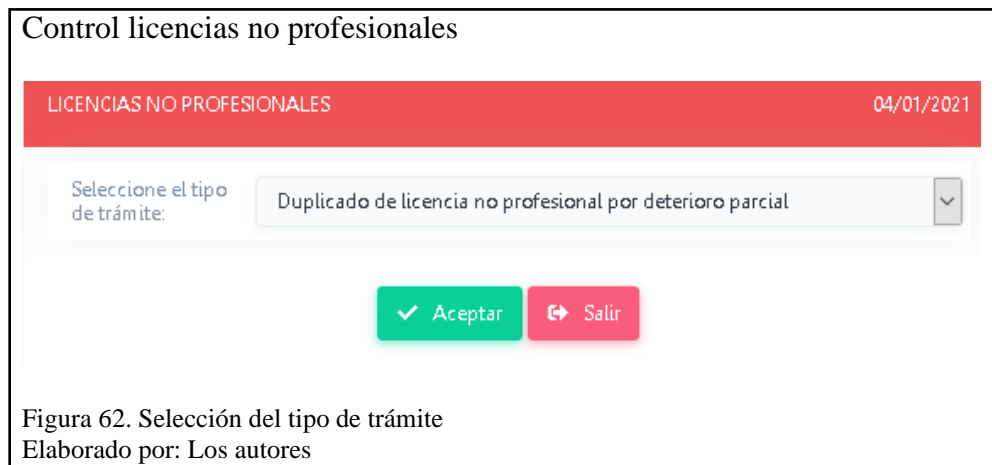 Control licencias no profesionales
LICENCIAS NO PROFESIONALES 04/01/2021
Seleccione el tipo
de trámite:
Duplicado de licencia no profesional por deterioro parcial
Aceptar Salir
Figura 62. Selección del tipo de trámite
Elaborado por: Los autores